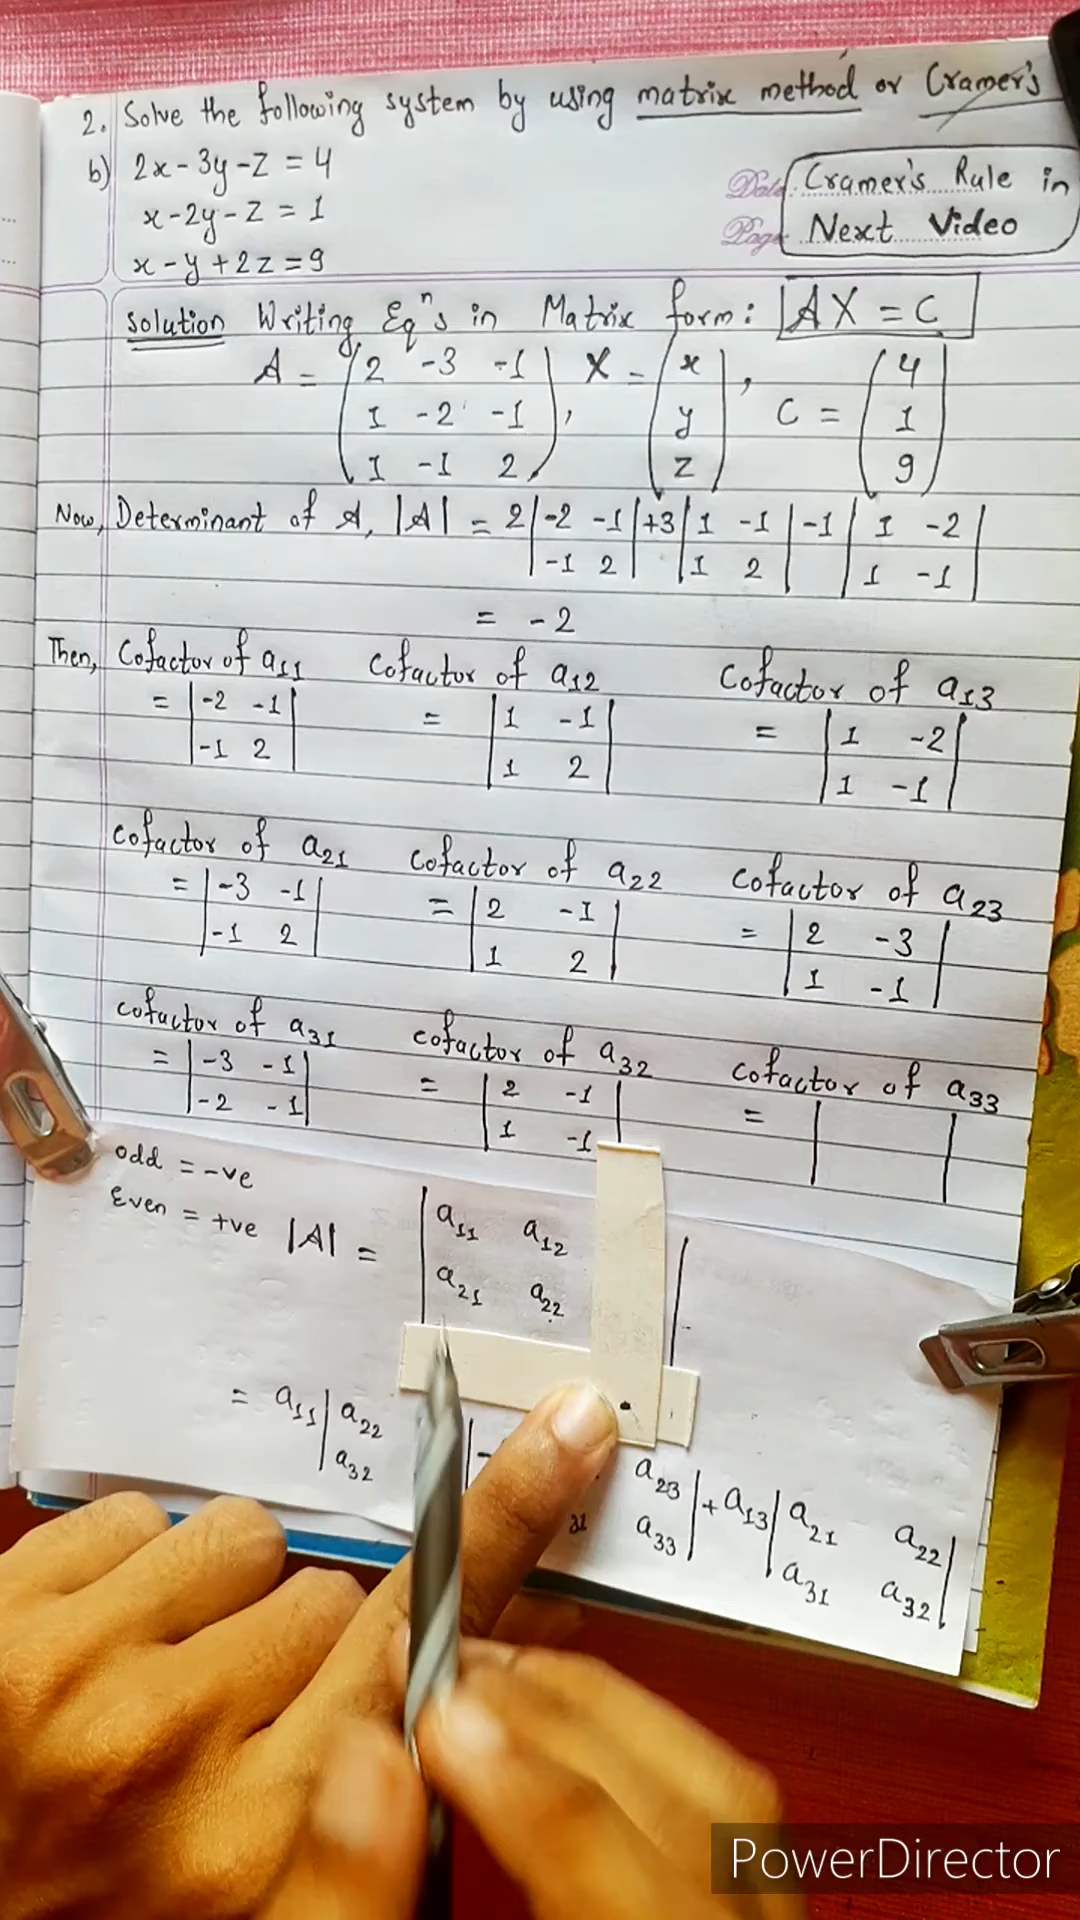 2. Solve the following system by using matrix method or Cramer's
b) 2x - 3y - z = 4
x - 2y - z = 1
x - y + 2z = 9
Date: Cramer's Rule in
Page: Next Video
Solution Writing Eqⁿ's in Matrix form: AX = C
A = (2 -3 -1 X = (x , (4
1 -2 -1 ), y ) C = 1
1 -1 2) z) 9)
Now, Determinant of A, |A| = 2|-2 -1|+3|1 -1|-1|1 -2|
|-1 2| |1 2| |1 -1|
= -2
Then, Cofactor of a11 Cofactor of a12 Cofactor of a13
= |-2 -1| = |1 -1| = |1 -2|
|-1 2| |1 2| |1 -1|
Cofactor of a21 Cofactor of a22 Cofactor of a23
= |-3 -1| = |2 -1| = |2 -3|
|-1 2| |1 2| |1 -1|
Cofactor of a31 Cofactor of a32 Cofactor of a33
= |-3 -1| = |2 -1| = | |
|-2 -1| |1 -1|
odd = -ve
Even = +ve |A| = |a11 a12 |
a21 a22
= a11|a22 |- a23|+a13|a21 a22|
a32 31 a33| |a31 a32|
PowerDirector